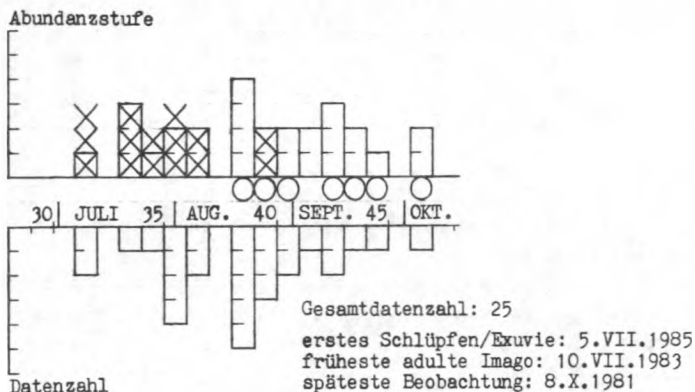 Abundanzstufe
30 JULI 35 AUG. 40 SEPT. 45 OKT.
Gesamtdatenzahl: 25
erstes Schlüpfen/Exuvie: 5.VII.1985
früheste adulte Imago: 10.VII.1983
späteste Beobachtung: 8.X.1981
Datenzahl